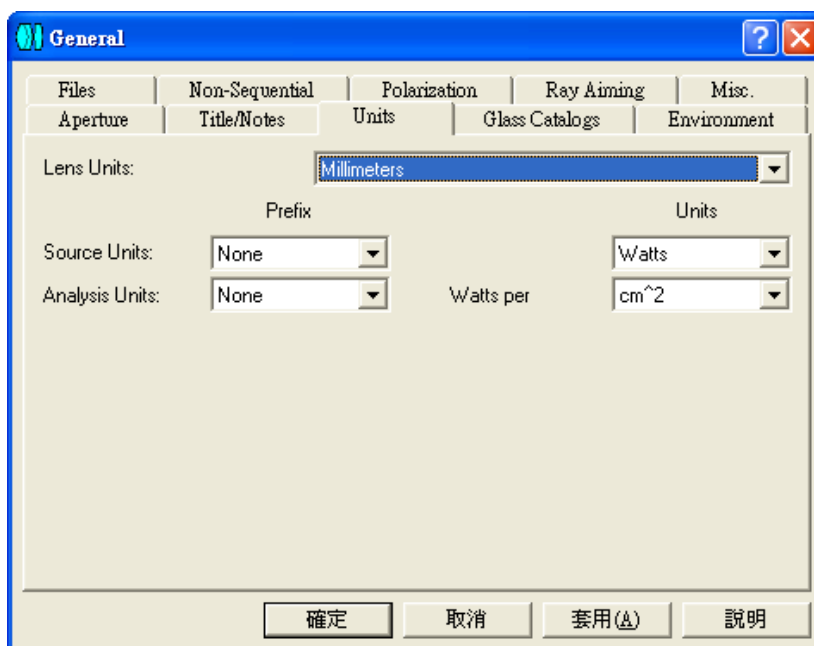 General
Files Non-Sequential Polarization Ray Aiming Misc.
Aperture Title/Notes Units Glass Catalogs Environment
Lens Units: Millimeters
Prefix Units
Source Units: None Watts
Analysis Units: None Watts per cm^2
確定 取消 套用(A) 說明